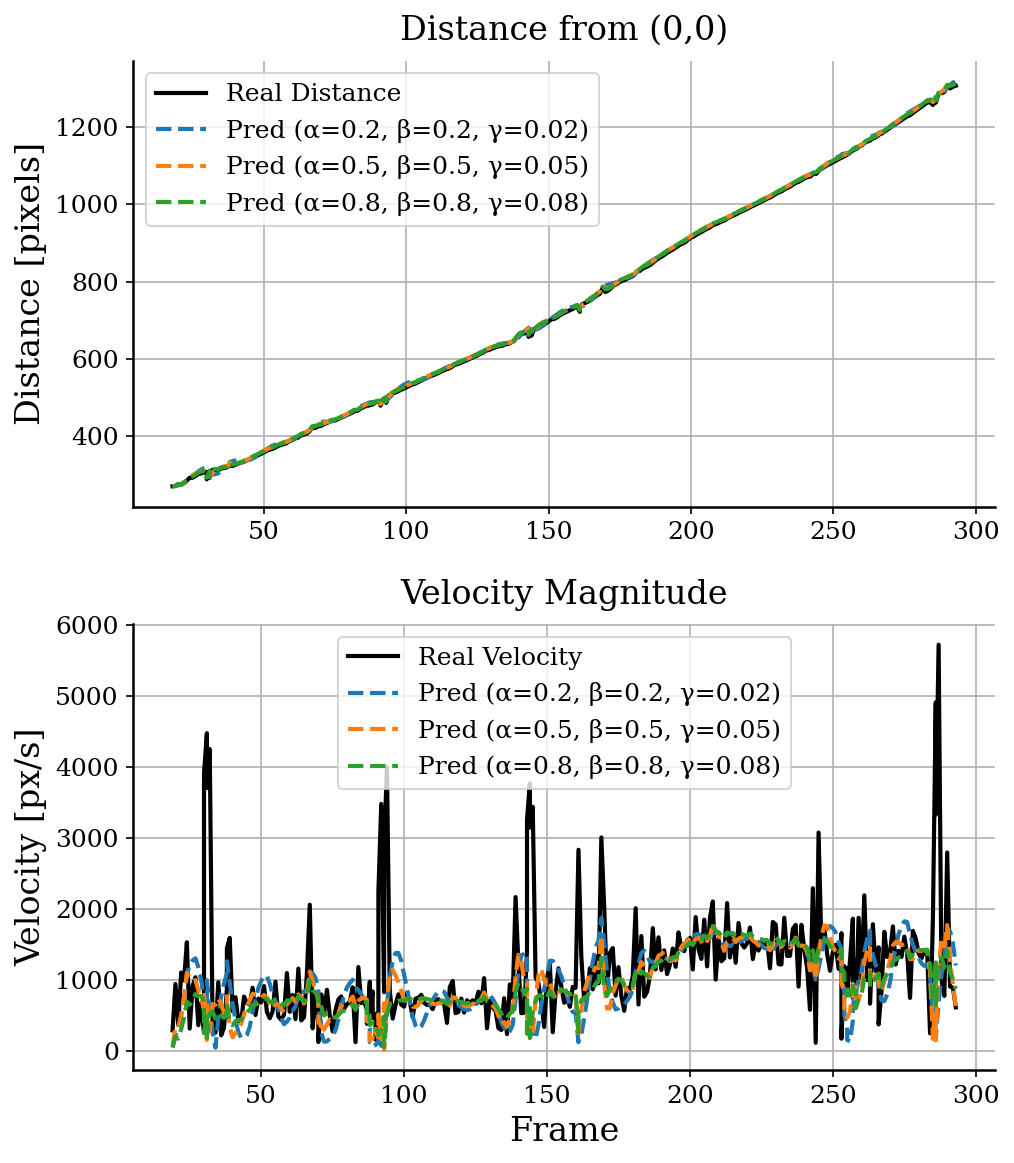 Distance from (0,0)
Distance [pixels]
Real Distance
Pred (α=0.2, β=0.2, γ=0.02)
Pred (α=0.5, β=0.5, γ=0.05)
Pred (α=0.8, β=0.8, γ=0.08)
1200
1000
800
600
400
50 100 150 200 250 300
Velocity Magnitude
Velocity [px/s]
Real Velocity
Pred (α=0.2, β=0.2, γ=0.02)
Pred (α=0.5, β=0.5, γ=0.05)
Pred (α=0.8, β=0.8, γ=0.08)
6000
5000
4000
3000
2000
1000
0
50 100 150 200 250 300
Frame